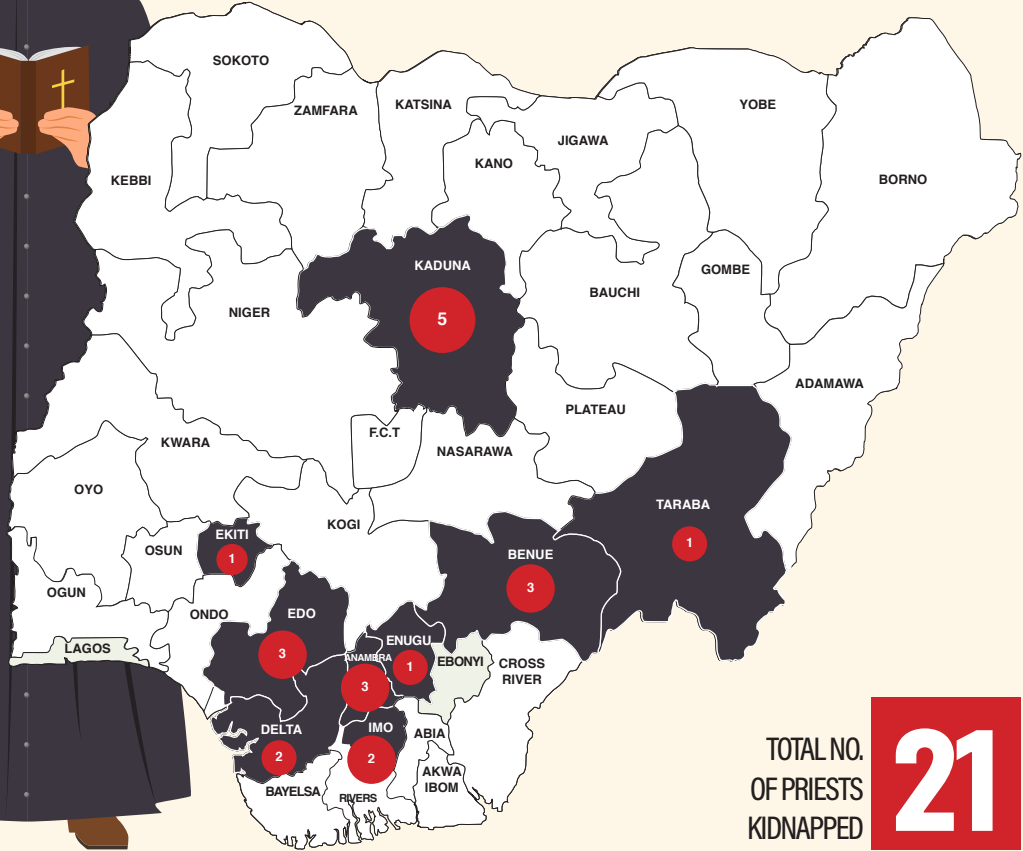 SOKOTO
ZAMFARA
KATSINA
YOBE
JIGAWA
KANO
KEBBI
BORNO
KADUNA
5
GOMBE
BAUCHI
NIGER
ADAMAWA
PLATEAU
F.C.T
KWARA
NASARAWA
OYO
TARABA
1
KOGI
EKITI
1
OSUN
BENUE
3
OGUN
ONDO
EDO
3
ENUGU
1
LAGOS
ANAMBRA
3
EBONYI
CROSS
RIVER
DELTA
2
IMO
2
ABIA
AKWA
IBOM
BAYELSA
RIVERS
TOTAL NO.
OF PRIESTS
KIDNAPPED
21